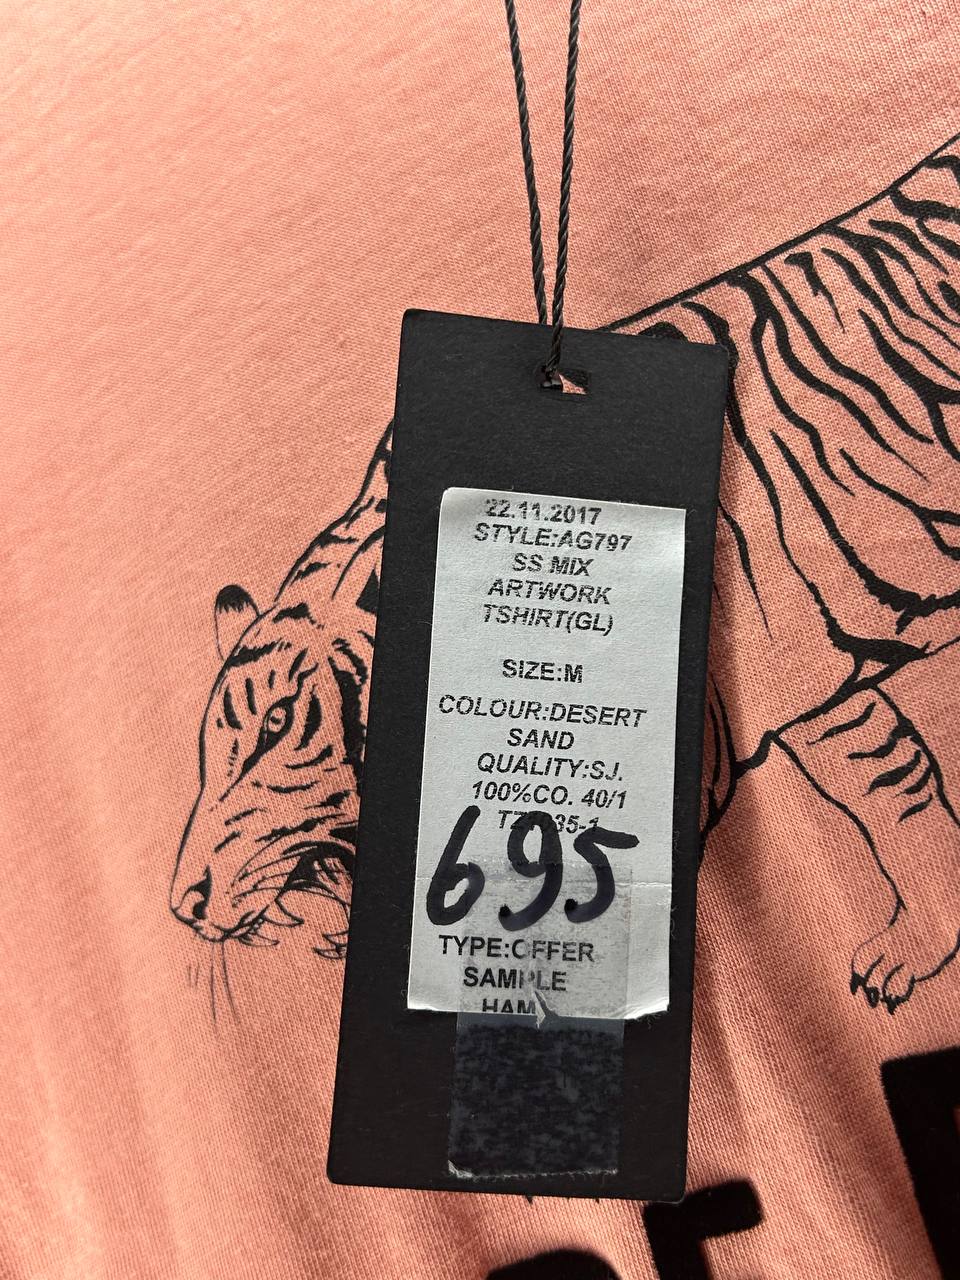 22.11.2017
STYLE:AG797
SS MIX
ARTWORK
TSHIRT(GL)
SIZE:M
COLOUR:DESERT
SAND
QUALITY:SJ.
100%CO. 40/1
695
TYPE:OFFER
SAMPLE
HAM